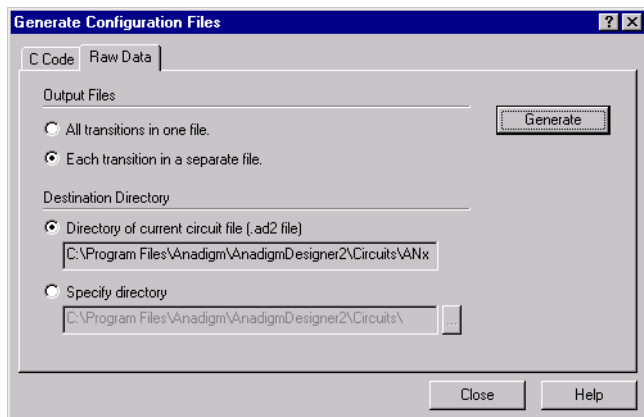 Generate Configuration Files
? X
C Code Raw Data
Output Files
All transitions in one file.
Each transition in a separate file.
Generate
Destination Directory
Directory of current circuit file (.ad2 file)
C:\Program Files\Anadigm\AnadigmDesigner2\Circuits\ANx
Specify directory
C:\Program Files\Anadigm\AnadigmDesigner2\Circuits\
...
Close Help